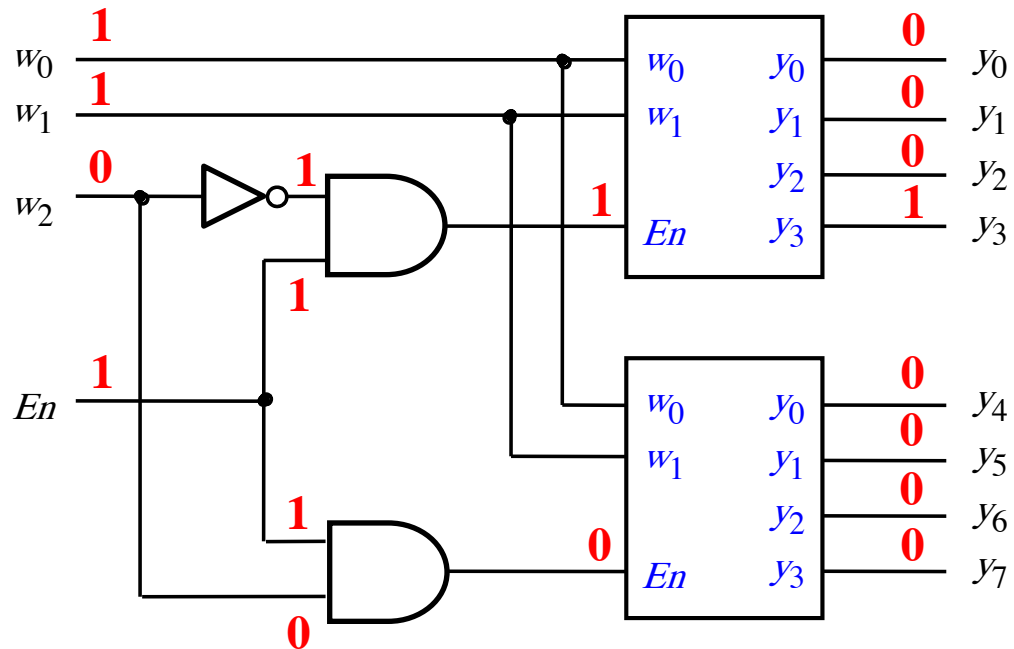 1 0
w0 w0 y0 y0
1 0
w1 w1 y1 y1
0 1 0
w2 y2 y2
1 1
En y3 y3
1
1 0
En w0 y0 y4
0
w1 y1 y5
1 0
y2 y6
0 0
En y3 y7
0